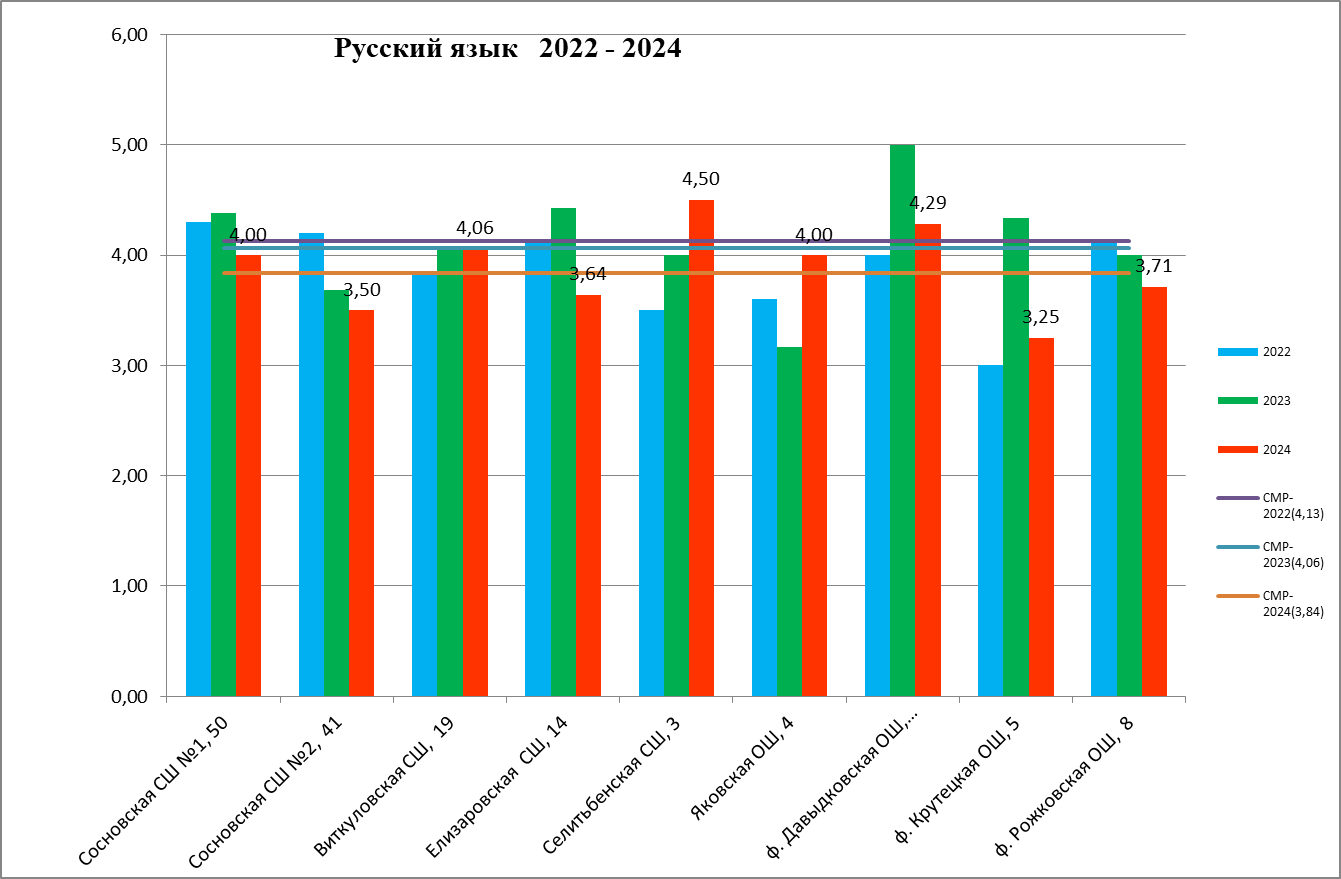 Русский язык 2022 - 2024
6,00
5,00
4,00
3,00
2,00
1,00
0,00
4,00
3,50
4,06
3,64
4,50
4,00
4,29
3,25
3,71
Сосновская СШ №1, 50
Сосновская СШ №2, 41
Виткуловская СШ, 19
Елизаровская СШ, 14
Селитьбенская СШ, 3
Яковская ОШ, 4
ф. Давыдковская ОШ,...
ф. Крутецкая ОШ, 5
ф. Рожковская ОШ, 8
2022
2023
2024
СМР-
2022(4,13)
СМР-
2023(4,06)
СМР-
2024(3,84)